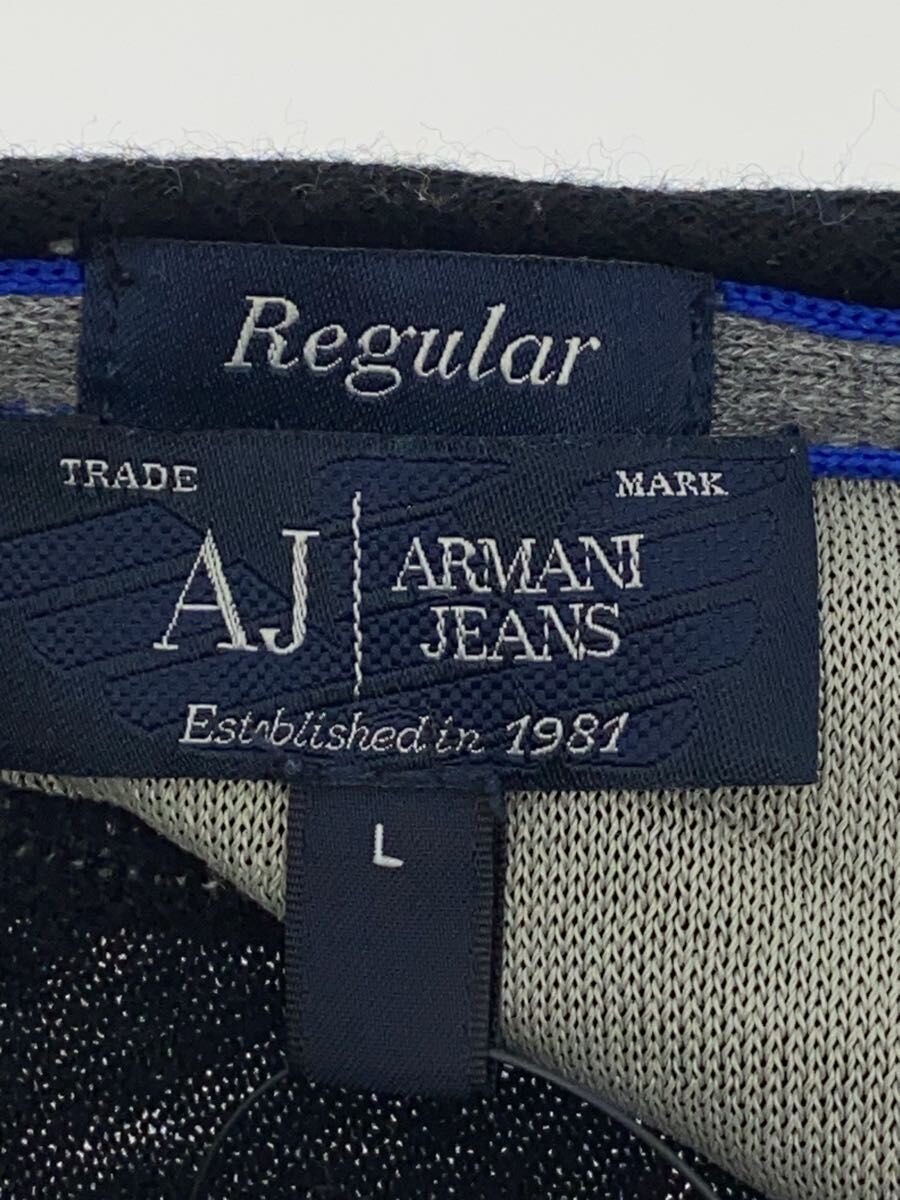 Regular
TRADE MARK
AJ ARMANI
JEANS
Established in 1981
L